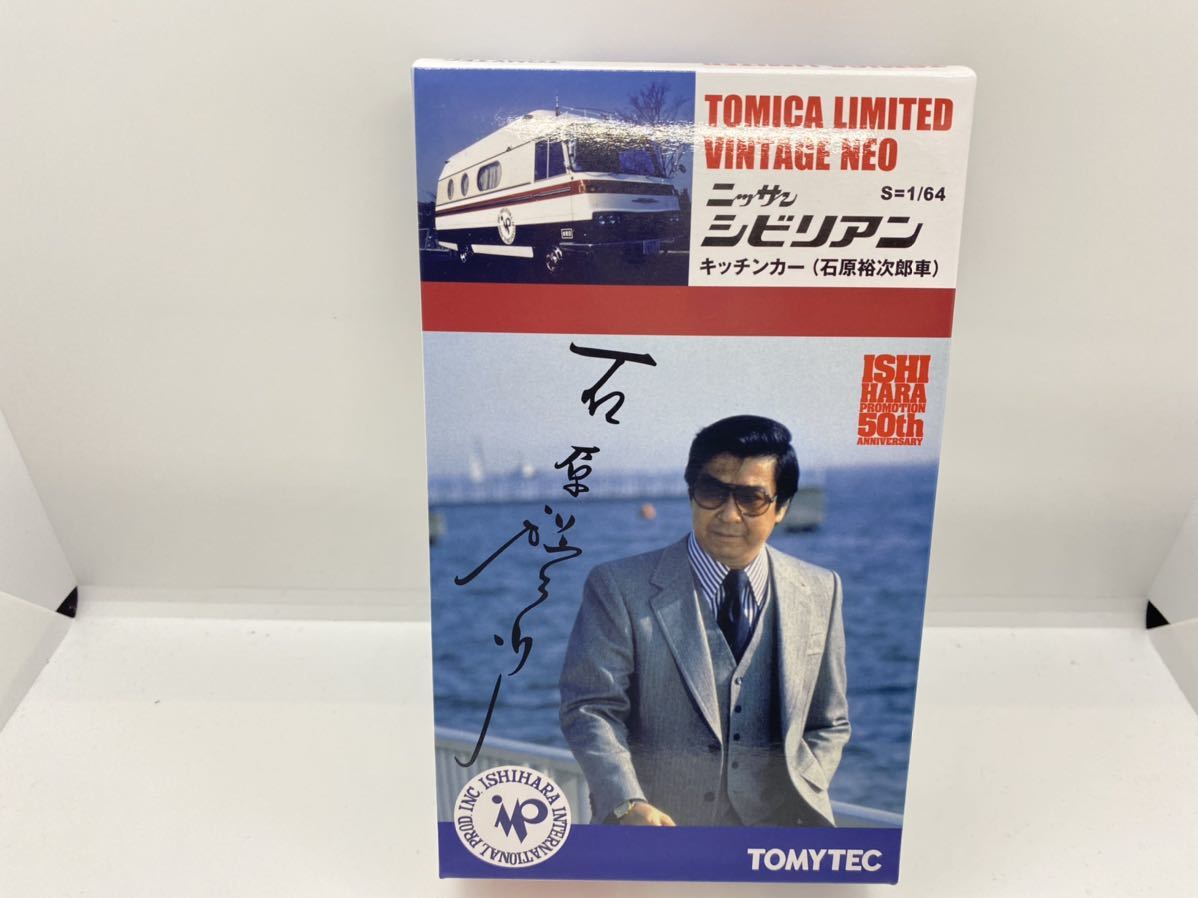 TOMICA LIMITED
VINTAGE NEO
S=1/64
ニッサン
シビリアン
キッチンカー(石原裕次郎車)
ISHI
HARA
PROMOTION
50th
ANNIVERSARY
石原裕次郎
ISHIHARA INTERNATIONAL PROD. INC.
TOMYTEC